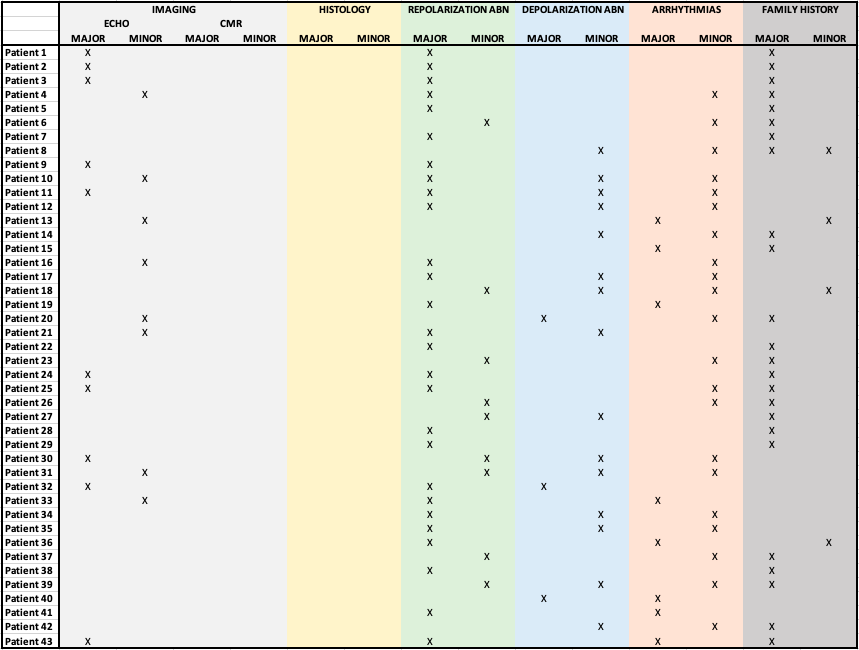 IMAGING HISTOLOGY REPOLARIZATION ABN DEPOLARIZATION ABN ARRHYTHMIAS FAMILY HISTORY
ECHO CMR
MAJOR MINOR MAJOR MINOR MAJOR MINOR MAJOR MINOR MAJOR MINOR MAJOR MINOR MAJOR MINOR
Patient 1 X X X
Patient 2 X X X
Patient 3 X X X
Patient 4 X X X X
Patient 5 X X
Patient 6 X X X
Patient 7 X X
Patient 8 X X X X
Patient 9 X X
Patient 10 X X X X
Patient 11 X X X X
Patient 12 X X X
Patient 13 X X X
Patient 14 X X X
Patient 15 X X
Patient 16 X X X
Patient 17 X X X
Patient 18 X X X X
Patient 19 X X
Patient 20 X X X X
Patient 21 X X X
Patient 22 X X
Patient 23 X X X
Patient 24 X X X
Patient 25 X X X X
Patient 26 X X X
Patient 27 X X X
Patient 28 X X
Patient 29 X X
Patient 30 X X X X
Patient 31 X X X X
Patient 32 X X X
Patient 33 X X X
Patient 34 X X X
Patient 35 X X X
Patient 36 X X X
Patient 37 X X X
Patient 38 X X
Patient 39 X X X X
Patient 40 X X
Patient 41 X X
Patient 42 X X X
Patient 43 X X X X